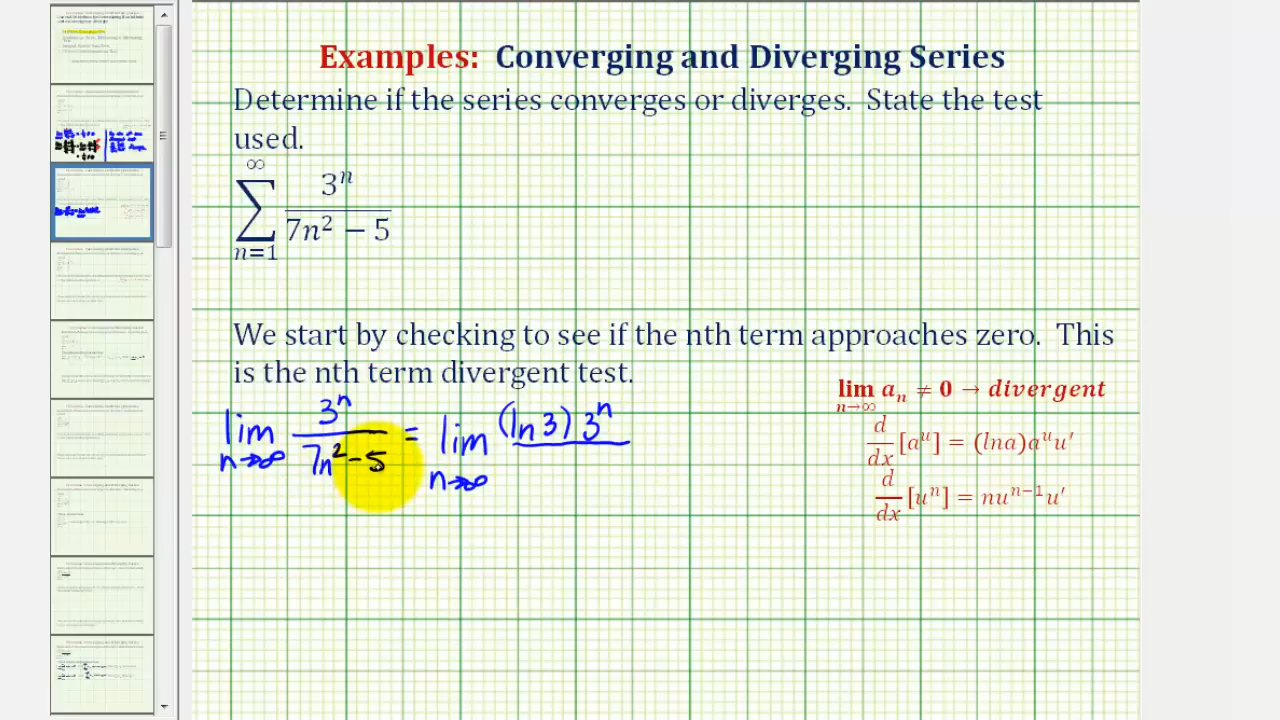 Examples: Converging and Diverging Series
Determine if the series converges or diverges. State the test
used.
∞
∑ 3ⁿ / (7n² − 5)
n=1
We start by checking to see if the nth term approaches zero. This
is the nth term divergent test.
lim n→∞ 3ⁿ / (7n² − 5) = lim n→∞ (ln 3) 3ⁿ
lim n→∞ aₙ ≠ 0 → divergent
d/dx [aᵘ] = (lna)aᵘu′
d/dx [uⁿ] = nuⁿ⁻¹u′